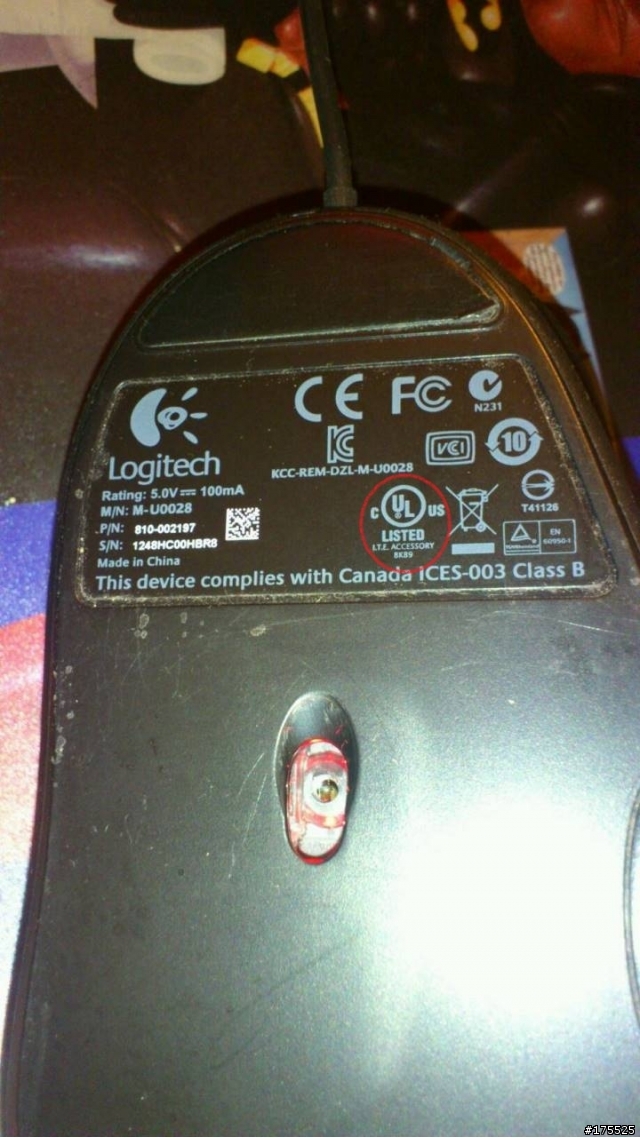 CE FC N231
Logitech
KC
KCC-REM-DZL-M-U0028
VCI
10
Rating: 5.0V⎓ 100mA
M/N: M-U0028
P/N: 810-002197
S/N: 1248HC00HBR8
Made in China
C UL US
LISTED
I.T.E. ACCESSORY
8K89
T41126
EN
60950-1
This device complies with Canada ICES-003 Class B
#175525